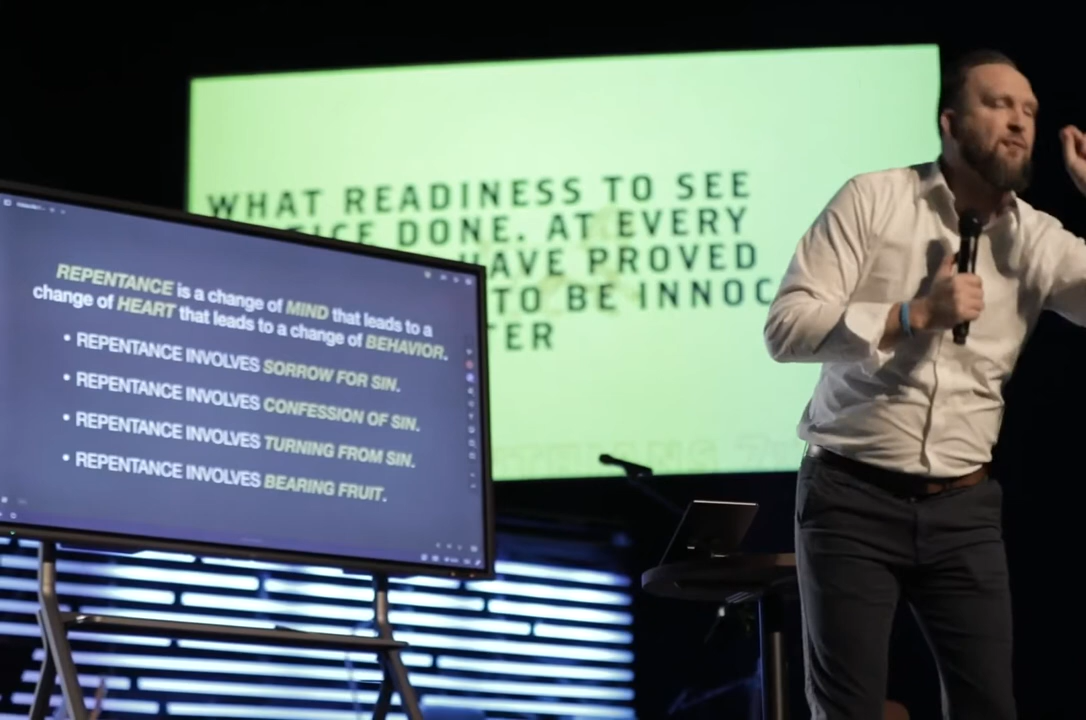 REPENTANCE is a change of MIND that leads to a
change of HEART that leads to a change of BEHAVIOR.
• REPENTANCE INVOLVES SORROW FOR SIN.
• REPENTANCE INVOLVES CONFESSION OF SIN.
• REPENTANCE INVOLVES TURNING FROM SIN.
• REPENTANCE INVOLVES BEARING FRUIT.
WHAT READINESS TO SEE
TICE DONE. AT EVERY
HAVE PROVED
TO BE INNOC
TER